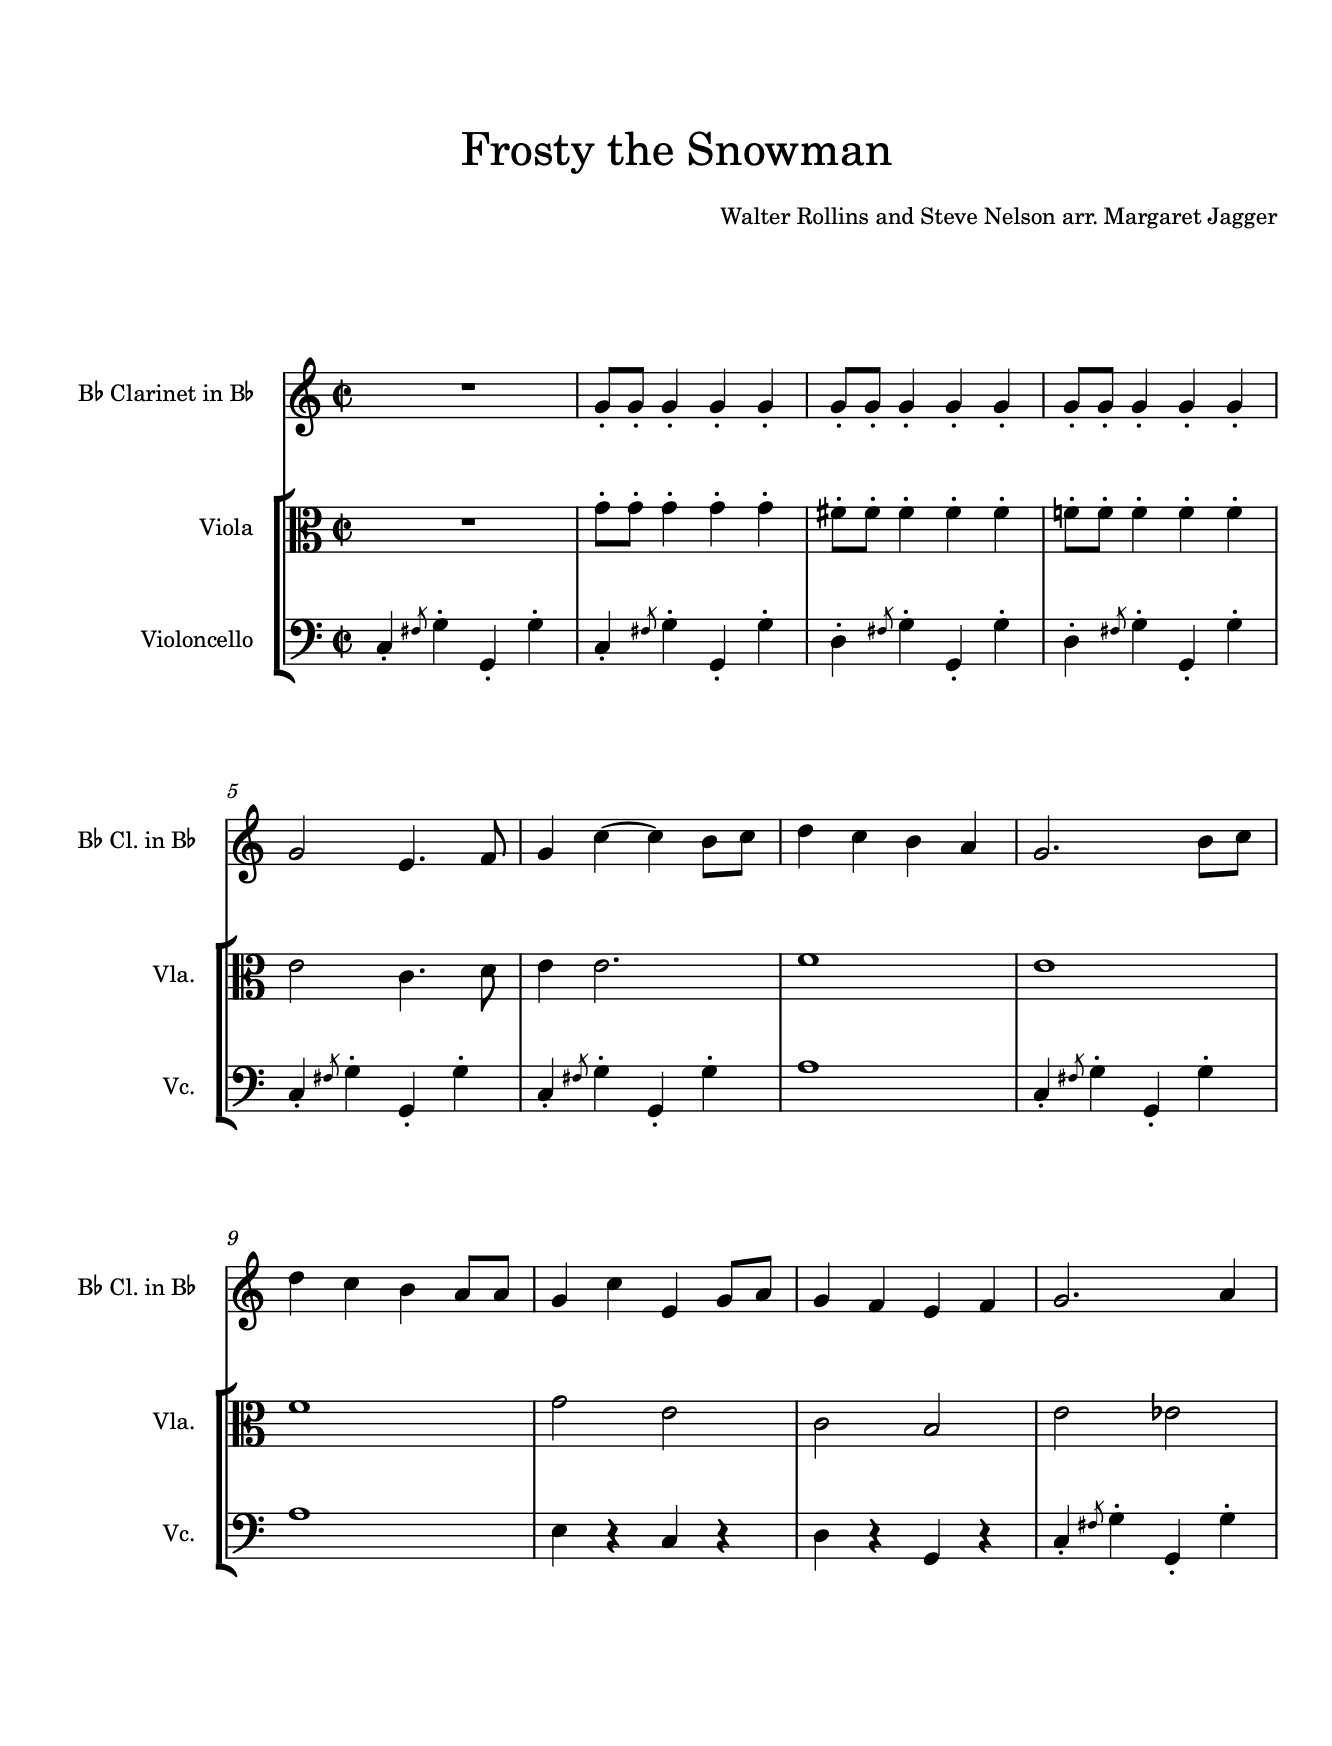 Frosty the Snowman
Walter Rollins and Steve Nelson arr. Margaret Jagger
B♭ Clarinet in B♭
Viola
Violoncello
5
B♭ Cl. in B♭
Vla.
Vc.
9
B♭ Cl. in B♭
Vla.
Vc.